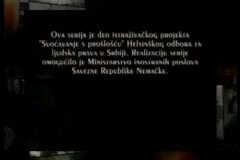 Ova serija je deo istraživačkog projekta
"Suočavanje s prošlošću" Helsinškog odbora za
ljudska prava u Srbiji. Realizaciju serije
omogućilo je Ministarstvo inostranih poslova
Savezne Republike Nemačke.